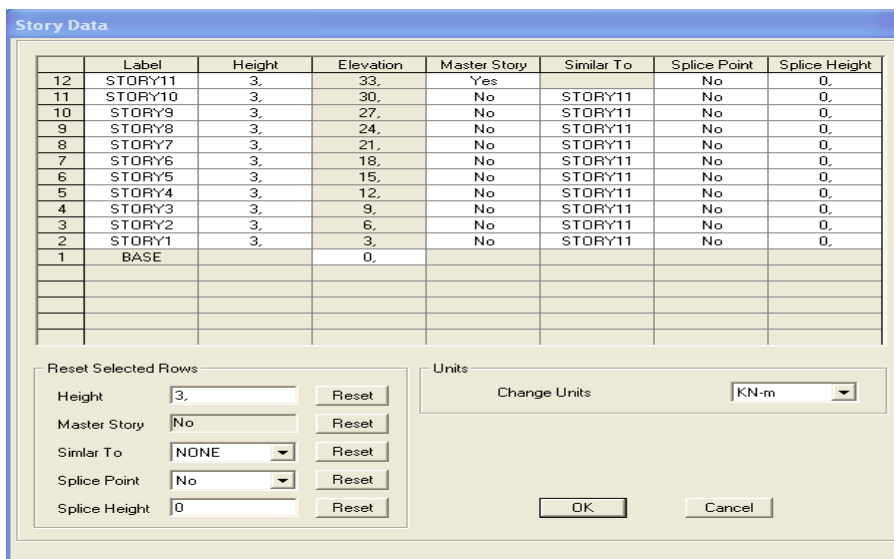 Story Data
Label Height Elevation Master Story Similar To Splice Point Splice Height
12 STORY11 3, 33, Yes No 0,
11 STORY10 3, 30, No STORY11 No 0,
10 STORY9 3, 27, No STORY11 No 0,
9 STORY8 3, 24, No STORY11 No 0,
8 STORY7 3, 21, No STORY11 No 0,
7 STORY6 3, 18, No STORY11 No 0,
6 STORY5 3, 15, No STORY11 No 0,
5 STORY4 3, 12, No STORY11 No 0,
4 STORY3 3, 9, No STORY11 No 0,
3 STORY2 3, 6, No STORY11 No 0,
2 STORY1 3, 3, No STORY11 No 0,
1 BASE 0,
Reset Selected Rows
Height 3, Reset
Master Story No Reset
Simlar To NONE Reset
Splice Point No Reset
Splice Height 0 Reset
Units
Change Units KN-m
OK Cancel